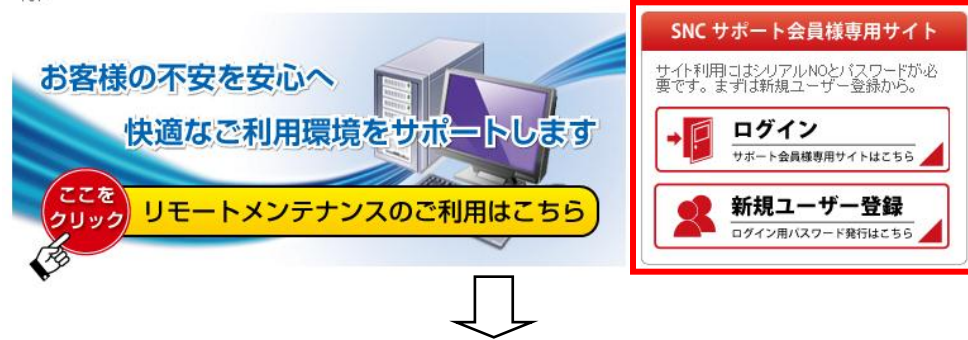 お客様の不安を安心へ
快適なご利用環境をサポートします
ここを
クリック
リモートメンテナンスのご利用はこちら
SNC サポート会員様専用サイト
サイト利用にはシリアルNOとパスワードが必
要です。まずは新規ユーザー登録から。
ログイン
サポート会員様専用サイトはこちら
新規ユーザー登録
ログイン用パスワード発行はこちら